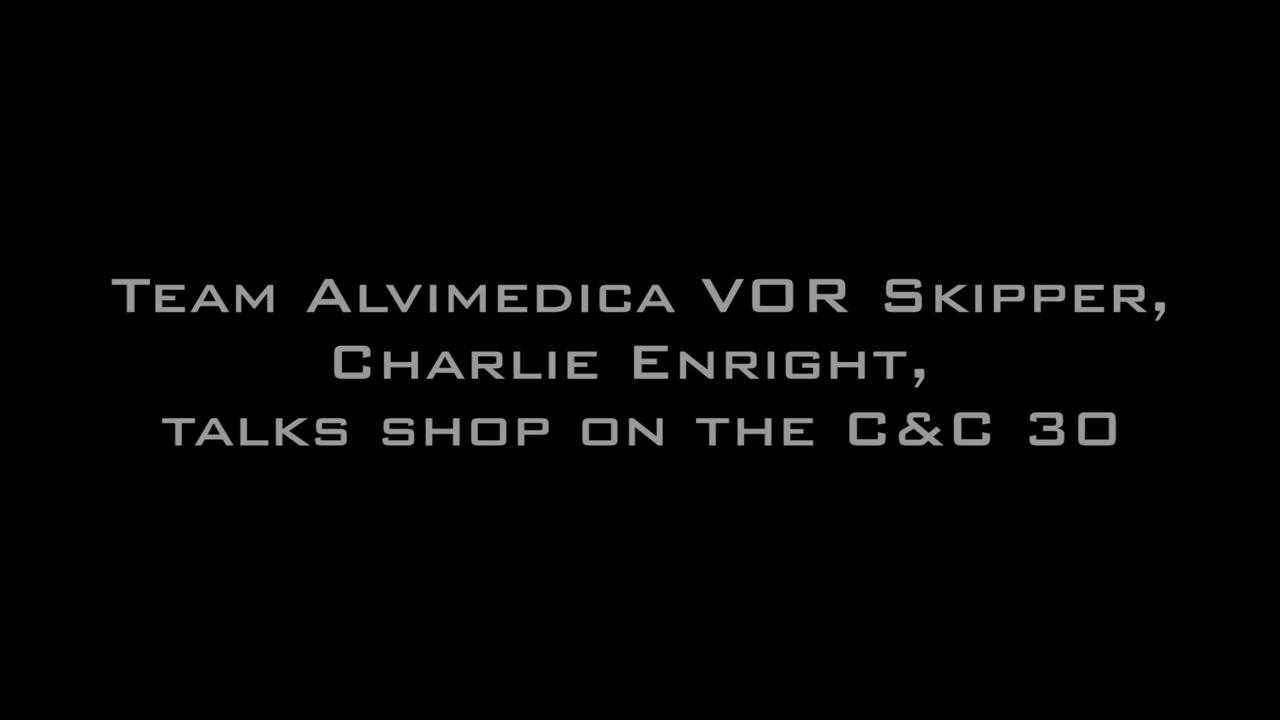 Team Alvimedica VOR Skipper,
Charlie Enright,
talks shop on the C&C 30